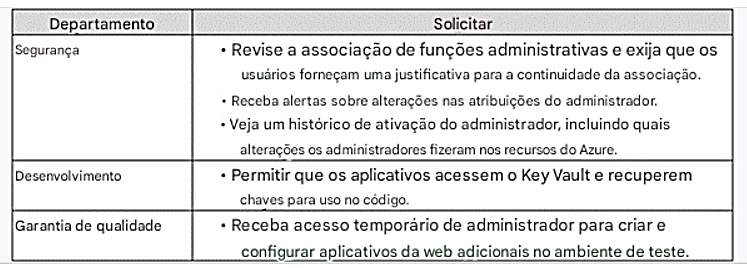 Departamento Solicitar
Segurança • Revise a associação de funções administrativas e exija que os
usuários forneçam uma justificativa para a continuidade da associação.
• Receba alertas sobre alterações nas atribuições do administrador.
• Veja um histórico de ativação do administrador, incluindo quais
alterações os administradores fizeram nos recursos do Azure.
Desenvolvimento • Permitir que os aplicativos acessem o Key Vault e recuperem
chaves para uso no código.
Garantia de qualidade • Receba acesso temporário de administrador para criar e
configurar aplicativos da web adicionais no ambiente de teste.